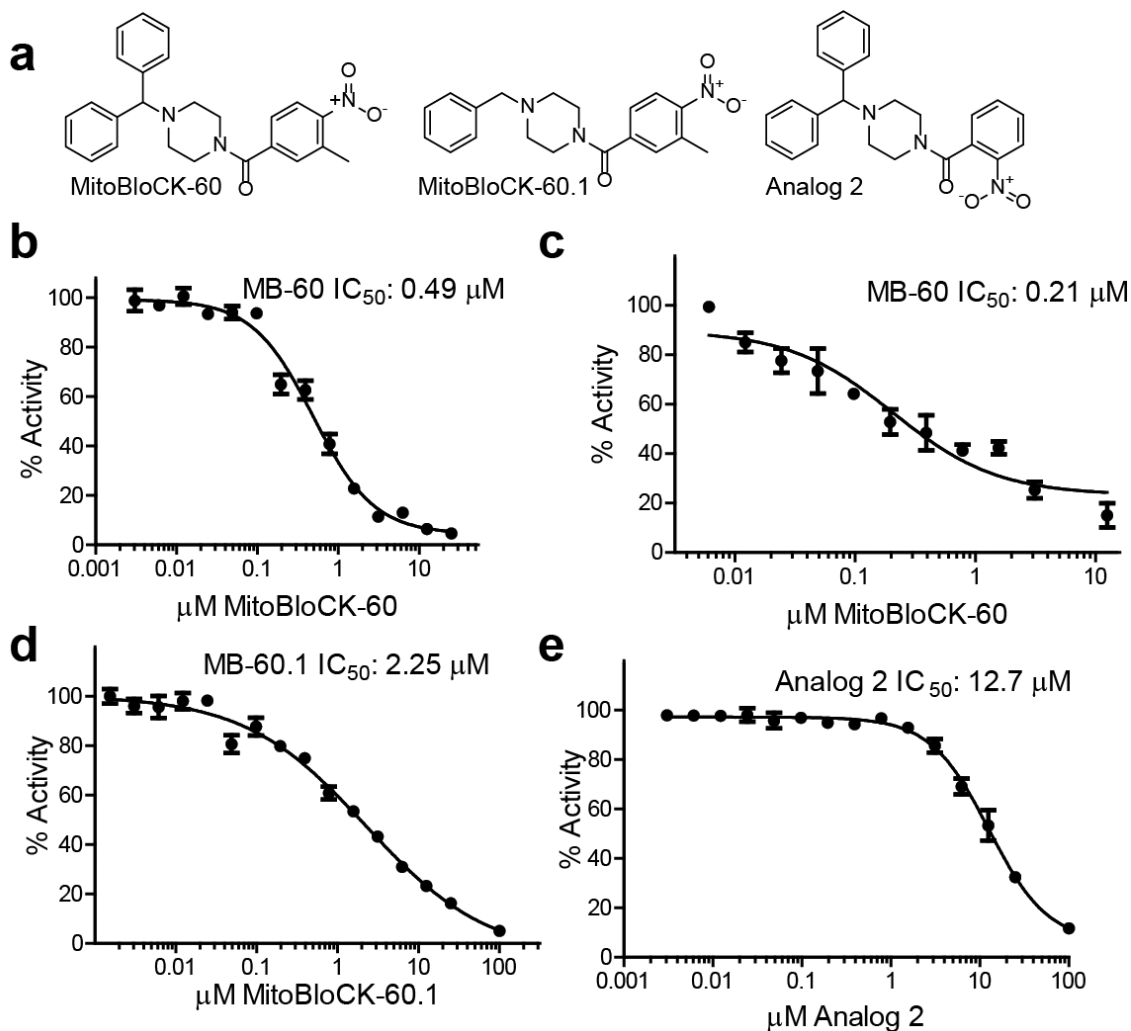 a
N
N
O
N+
O
O-
MitoBloCK-60
N
N
O
N+
O
O-
MitoBloCK-60.1
N
N
O
N+
-O
O
Analog 2
b
MB-60 IC50: 0.49 μM
% Activity
100
80
60
40
20
0
0.001
0.01
0.1
1
10
μM MitoBloCK-60
c
MB-60 IC50: 0.21 μM
% Activity
100
80
60
40
20
0
0.01
0.1
1
10
μM MitoBloCK-60
d
MB-60.1 IC50: 2.25 μM
% Activity
100
80
60
40
20
0
0.01
0.1
1
10
100
μM MitoBloCK-60.1
e
Analog 2 IC50: 12.7 μM
% Activity
100
80
60
40
20
0
0.001
0.01
0.1
1
10
100
μM Analog 2